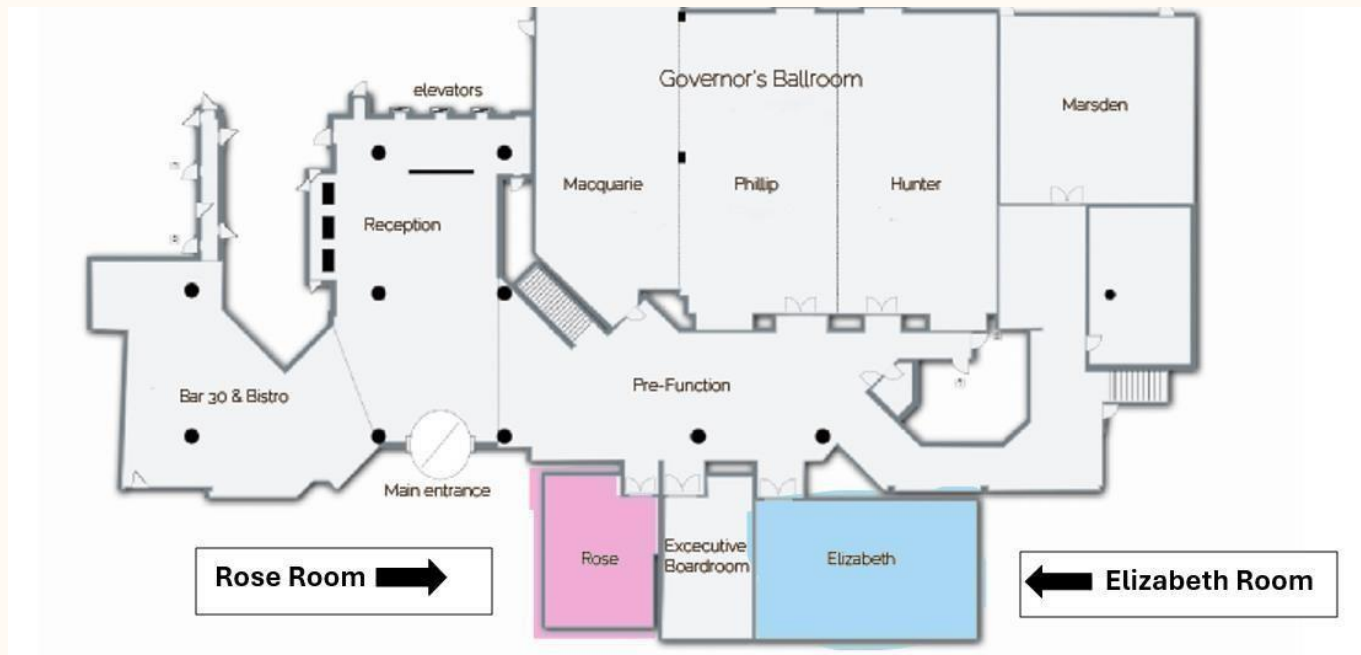 Governor's Ballroom
elevators
Marsden
Macquarie
Phillip
Hunter
Reception
Pre-Function
Bar 30 & Bistro
Main entrance
Rose
Excecutive
Boardroom
Elizabeth
Rose Room
Elizabeth Room